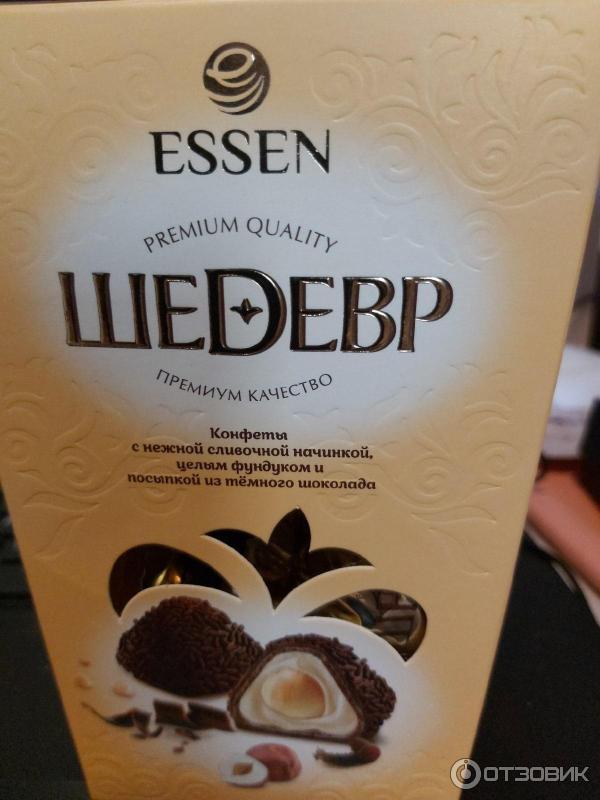 ESSEN
PREMIUM QUALITY
ШЕDЕВР
ПРЕМИУМ КАЧЕСТВО
Конфеты
с нежной сливочной начинкой,
целым фундуком и
посыпкой из тёмного шоколада
ОТЗОВИК